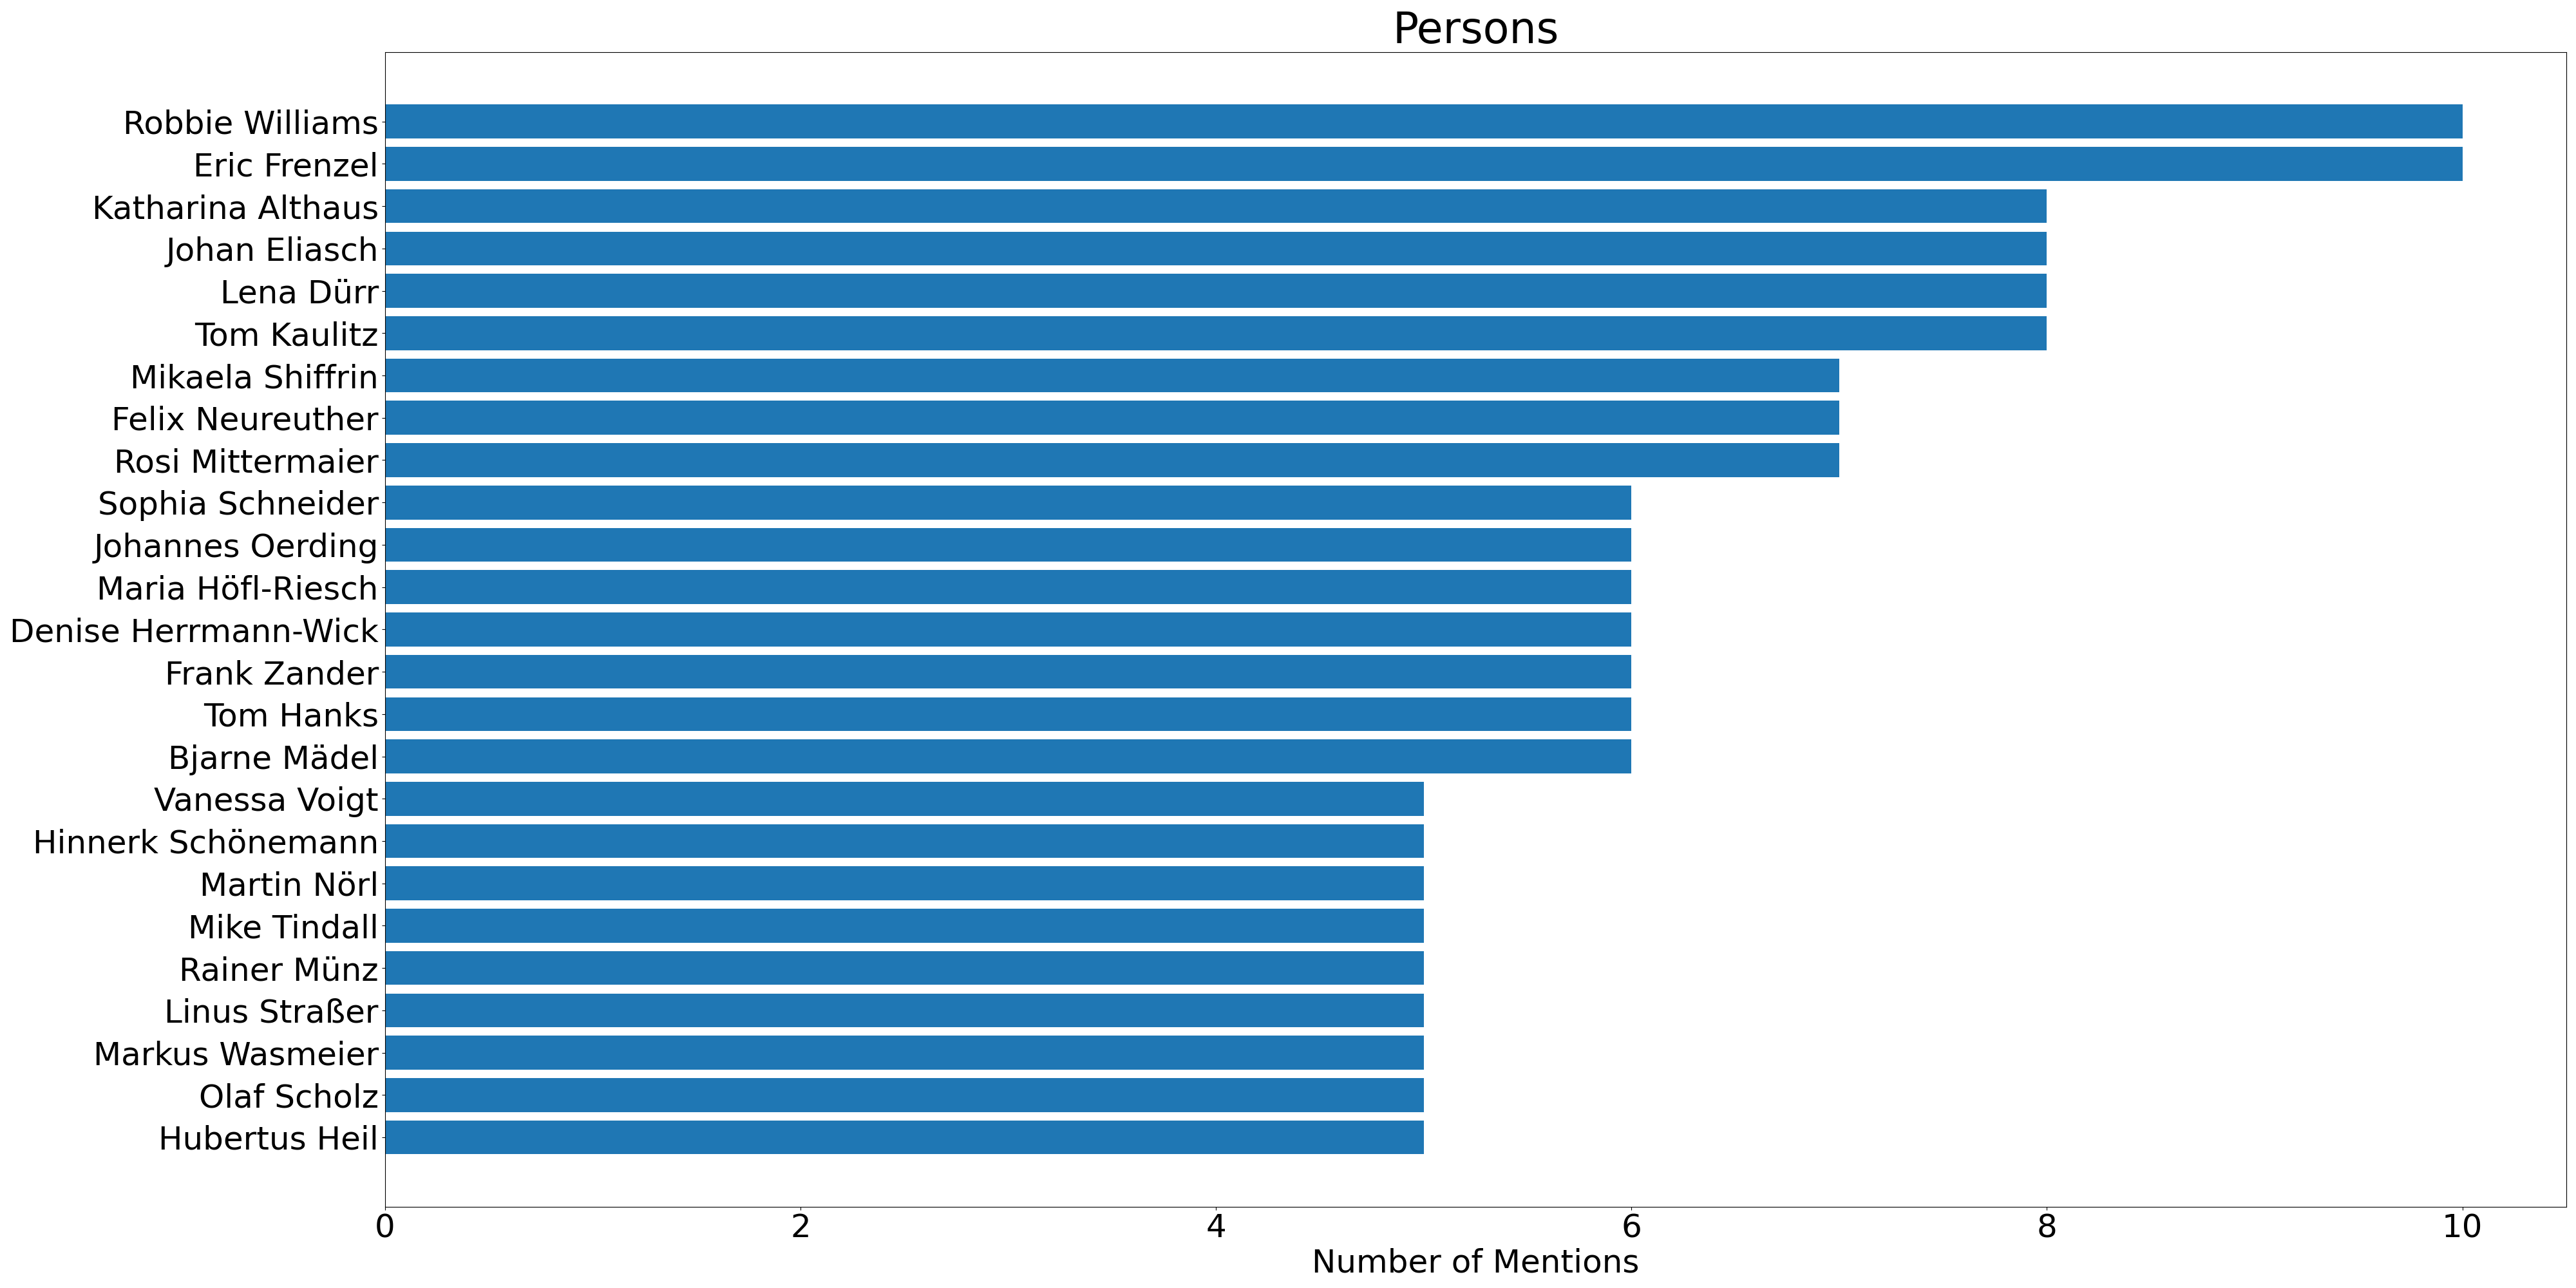 Persons
Robbie Williams
Eric Frenzel
Katharina Althaus
Johan Eliasch
Lena Dürr
Tom Kaulitz
Mikaela Shiffrin
Felix Neureuther
Rosi Mittermaier
Sophia Schneider
Johannes Oerding
Maria Höfl-Riesch
Denise Herrmann-Wick
Frank Zander
Tom Hanks
Bjarne Mädel
Vanessa Voigt
Hinnerk Schönemann
Martin Nörl
Mike Tindall
Rainer Münz
Linus Straßer
Markus Wasmeier
Olaf Scholz
Hubertus Heil
0 2 4 6 8 10
Number of Mentions